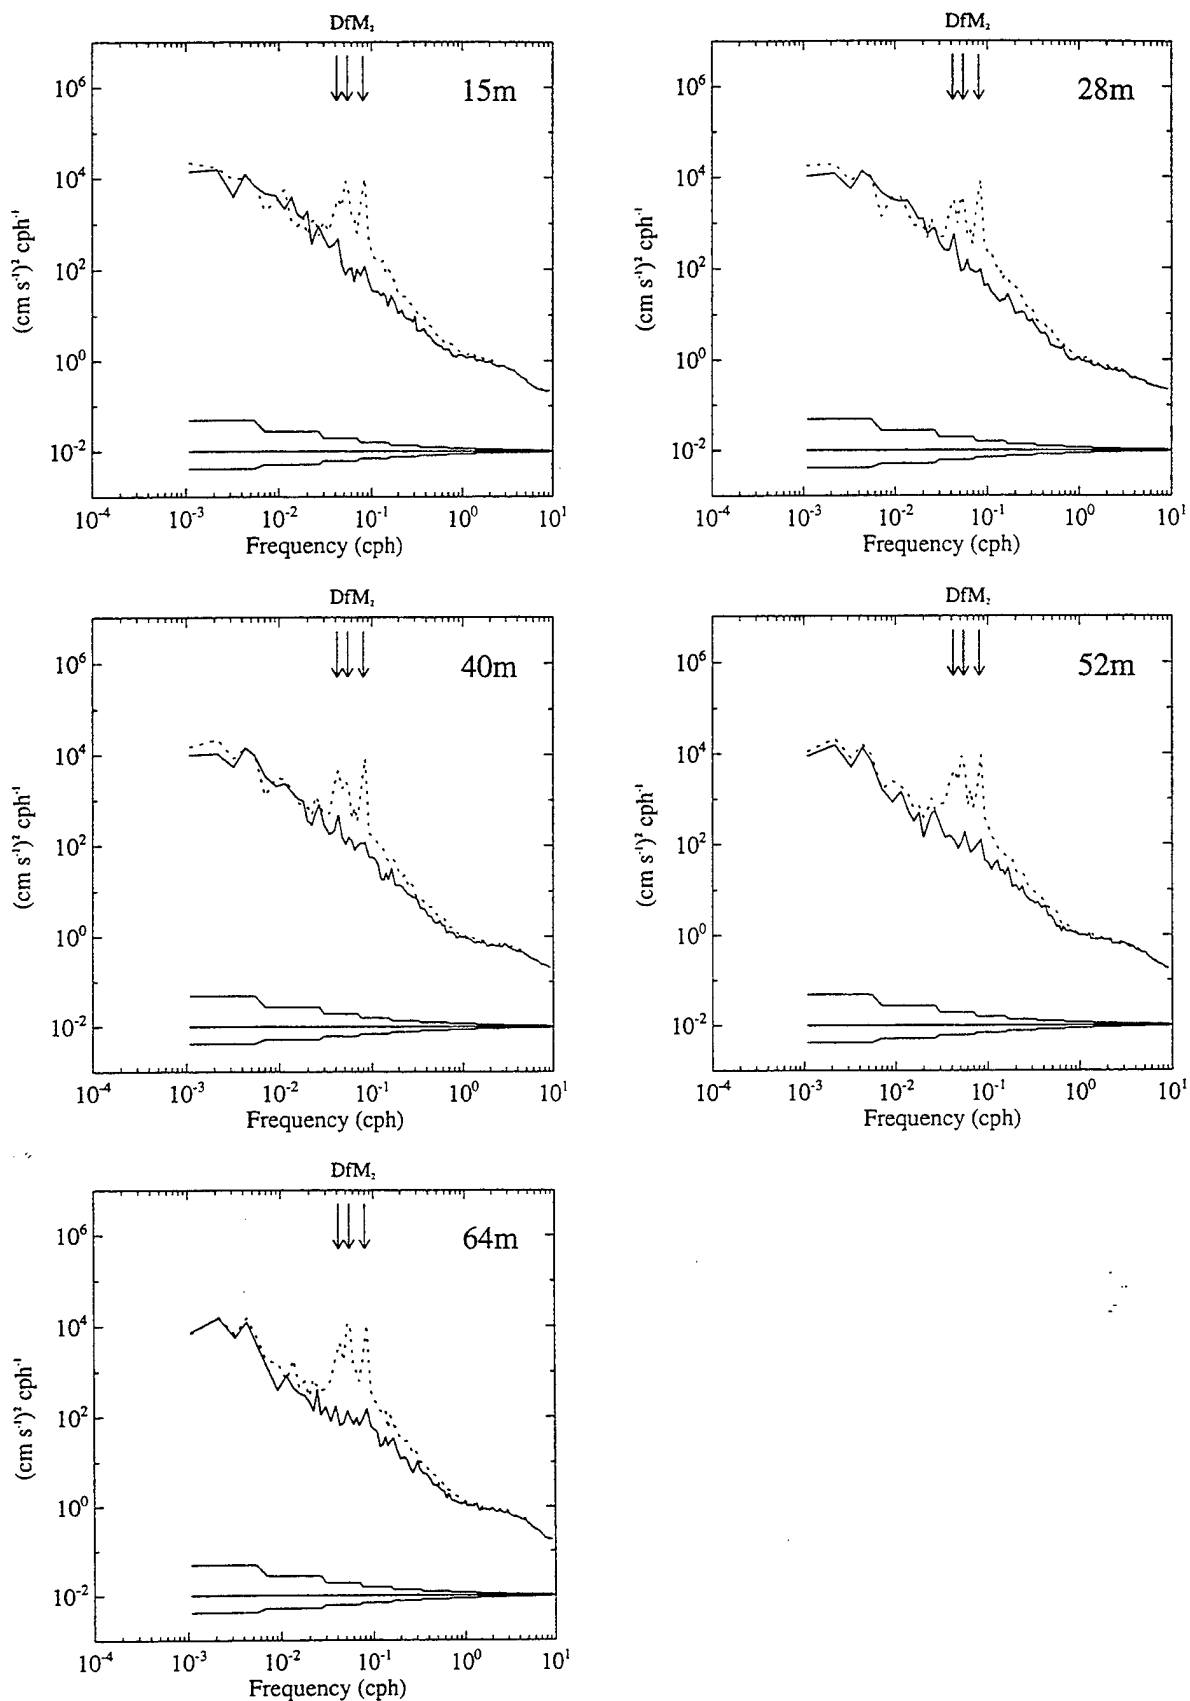 DfM₂
15m
10⁶
10⁴
10²
10⁰
10⁻²
(cm s⁻¹)² cph⁻¹
10⁻⁴ 10⁻³ 10⁻² 10⁻¹ 10⁰ 10¹
Frequency (cph)
DfM₂
28m
10⁶
10⁴
10²
10⁰
10⁻²
(cm s⁻¹)² cph⁻¹
10⁻⁴ 10⁻³ 10⁻² 10⁻¹ 10⁰ 10¹
Frequency (cph)
DfM₂
40m
10⁶
10⁴
10²
10⁰
10⁻²
(cm s⁻¹)² cph⁻¹
10⁻⁴ 10⁻³ 10⁻² 10⁻¹ 10⁰ 10¹
Frequency (cph)
DfM₂
52m
10⁶
10⁴
10²
10⁰
10⁻²
(cm s⁻¹)² cph⁻¹
10⁻⁴ 10⁻³ 10⁻² 10⁻¹ 10⁰ 10¹
Frequency (cph)
DfM₂
64m
10⁶
10⁴
10²
10⁰
10⁻²
(cm s⁻¹)² cph⁻¹
10⁻⁴ 10⁻³ 10⁻² 10⁻¹ 10⁰ 10¹
Frequency (cph)